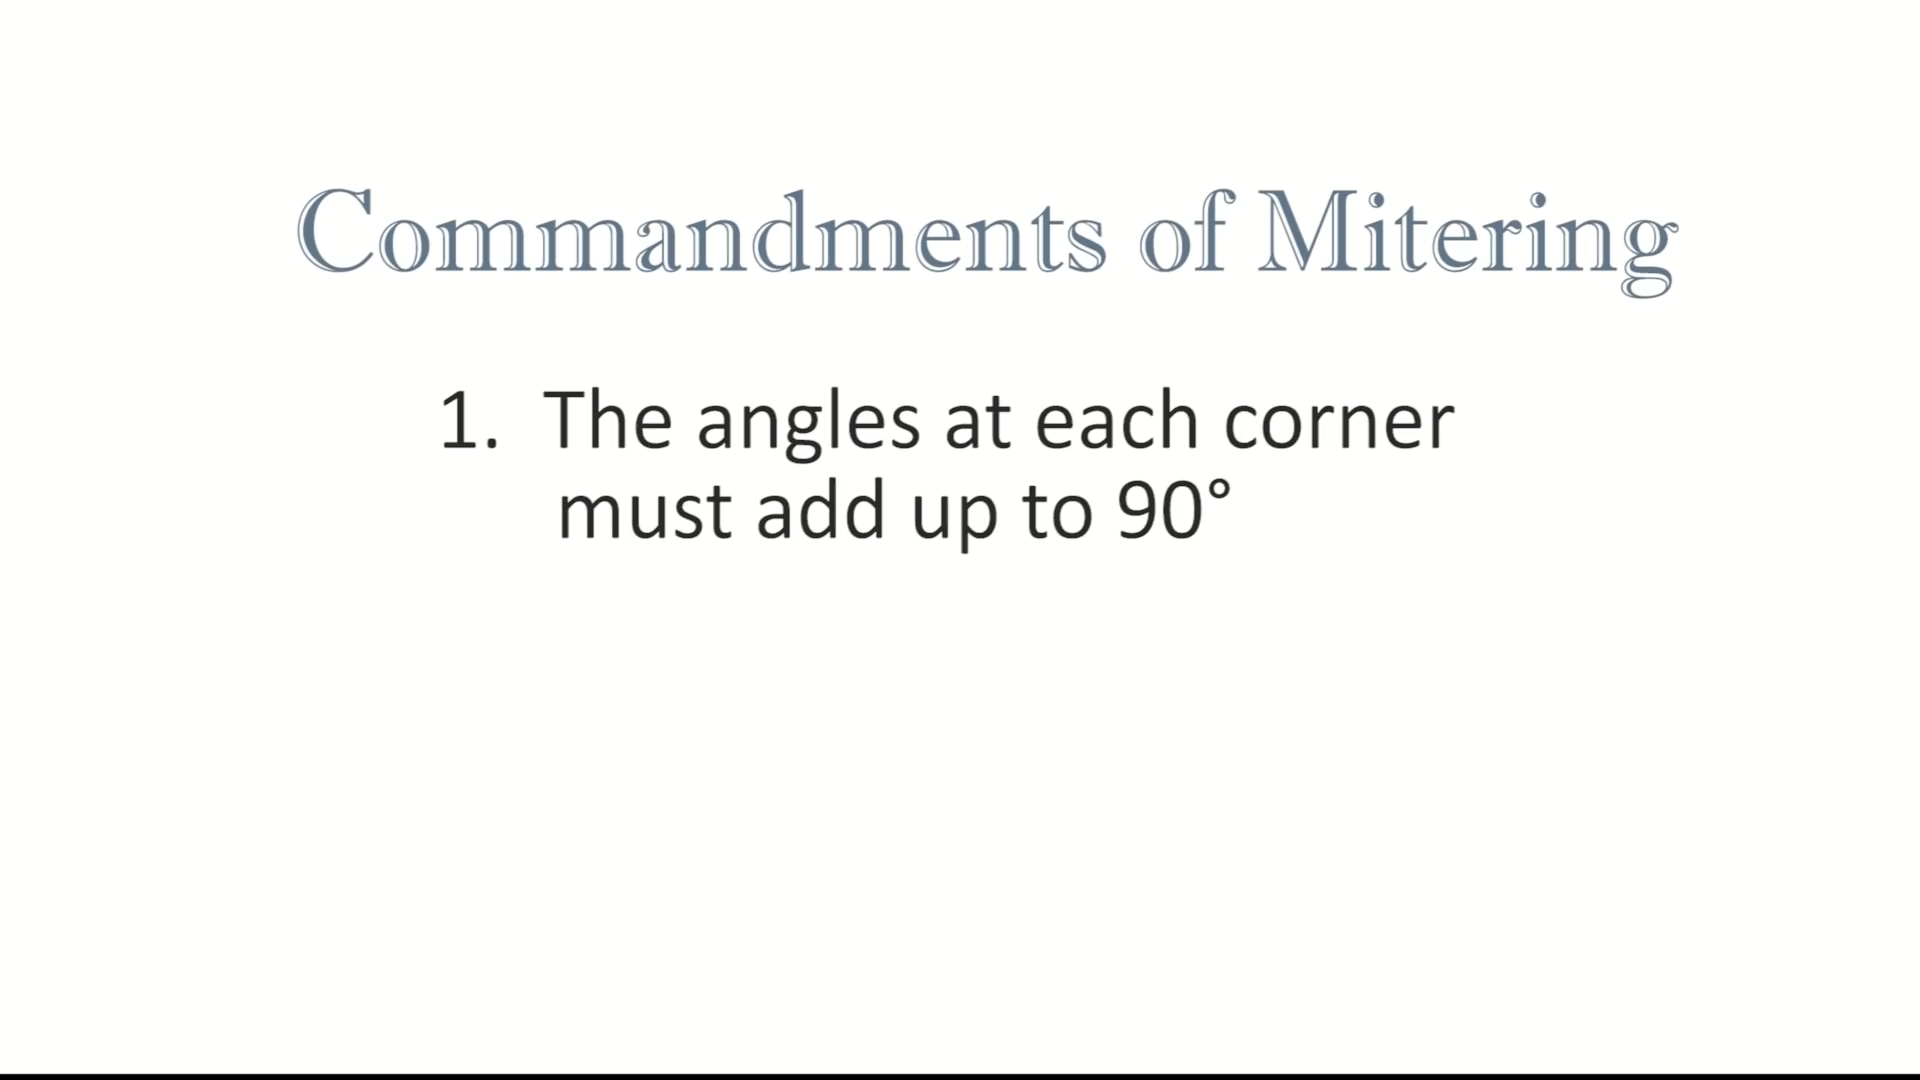 Commandments of Mitering
1. The angles at each corner
must add up to 90°